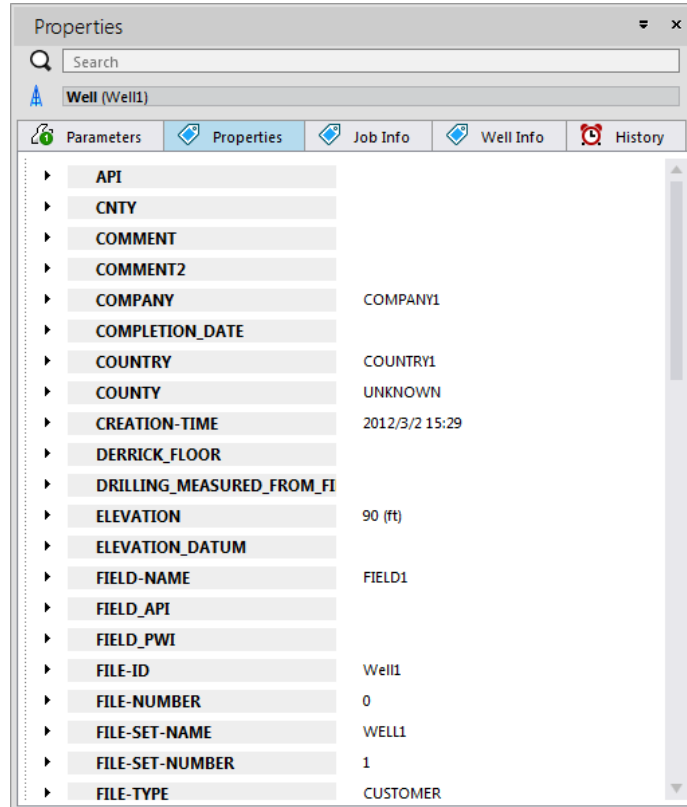 Properties
Search
Well (Well1)
1 Parameters Properties Job Info Well Info History
API
CNTY
COMMENT
COMMENT2
COMPANY COMPANY1
COMPLETION_DATE
COUNTRY COUNTRY1
COUNTY UNKNOWN
CREATION-TIME 2012/3/2 15:29
DERRICK_FLOOR
DRILLING_MEASURED_FROM_FI
ELEVATION 90 (ft)
ELEVATION_DATUM
FIELD-NAME FIELD1
FIELD_API
FIELD_PWI
FILE-ID Well1
FILE-NUMBER 0
FILE-SET-NAME WELL1
FILE-SET-NUMBER 1
FILE-TYPE CUSTOMER